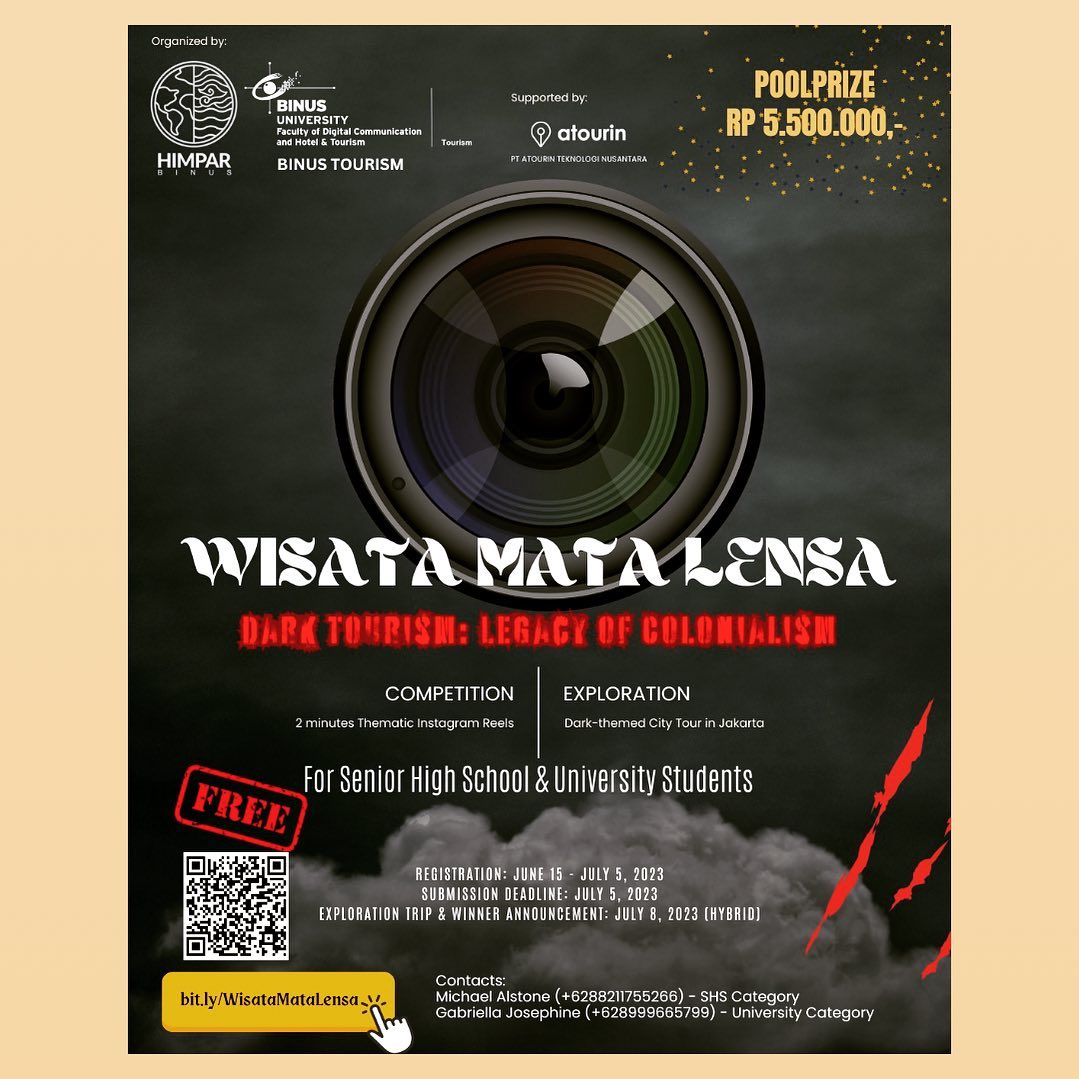 Organized by:
HIMPAR
BINUS
BINUS
UNIVERSITY
Faculty of Digital Communication
and Hotel & Tourism
Tourism
BINUS TOURISM
Supported by:
atourin
PT ATOURIN TEKNOLOGI NUSANTARA
POOLPRIZE
RP 5.500.000,-
WISATA MATA LENSA
DARK TOURISM: LEGACY OF COLONIALISM
COMPETITION
2 minutes Thematic Instagram Reels
EXPLORATION
Dark-themed City Tour in Jakarta
For Senior High School & University Students
FREE
REGISTRATION: JUNE 15 - JULY 5, 2023
SUBMISSION DEADLINE: JULY 5, 2023
EXPLORATION TRIP & WINNER ANNOUNCEMENT: JULY 8, 2023 (HYBRID)
bit.ly/WisataMataLensa
Contacts:
Michael Alstone (+6288211755266) - SHS Category
Gabriella Josephine (+628999665799) - University Category